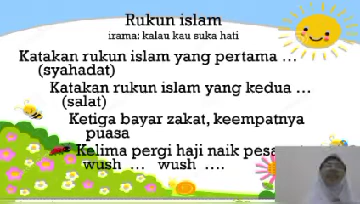 Rukun islam
irama: kalau kau suka hati
Katakan rukun islam yang pertama ...
(syahadat)
Katakan rukun islam yang kedua ...
(salat)
Ketiga bayar zakat, keempatnya
puasa
Kelima pergi haji naik
wush ... wush ....